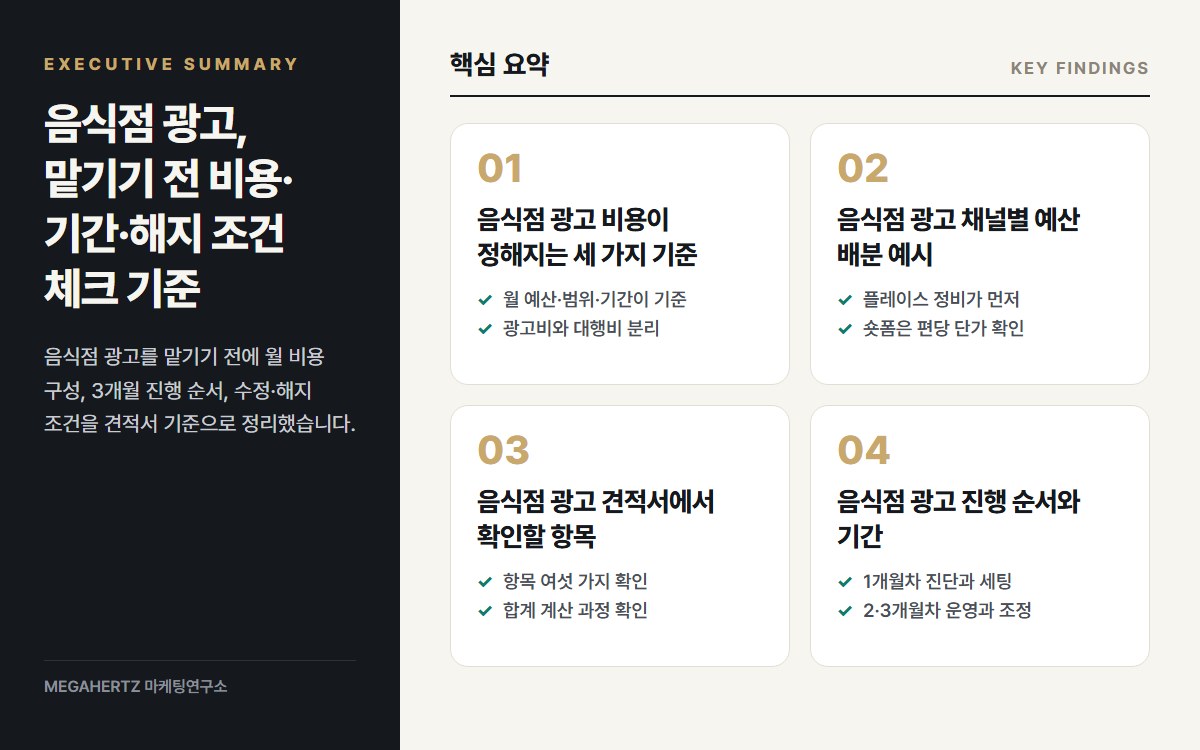 EXECUTIVE SUMMARY
음식점 광고,
맡기기 전 비용·
기간·해지 조건
체크 기준
음식점 광고를 맡기기 전에 월 비용
구성, 3개월 진행 순서, 수정·해지
조건을 견적서 기준으로 정리했습니다.
MEGAHERTZ 마케팅연구소
핵심 요약
KEY FINDINGS
01
음식점 광고 비용이
정해지는 세 가지 기준
✓ 월 예산·범위·기간이 기준
✓ 광고비와 대행비 분리
02
음식점 광고 채널별 예산
배분 예시
✓ 플레이스 정비가 먼저
✓ 숏폼은 편당 단가 확인
03
음식점 광고 견적서에서
확인할 항목
✓ 항목 여섯 가지 확인
✓ 합계 계산 과정 확인
04
음식점 광고 진행 순서와
기간
✓ 1개월차 진단과 세팅
✓ 2·3개월차 운영과 조정